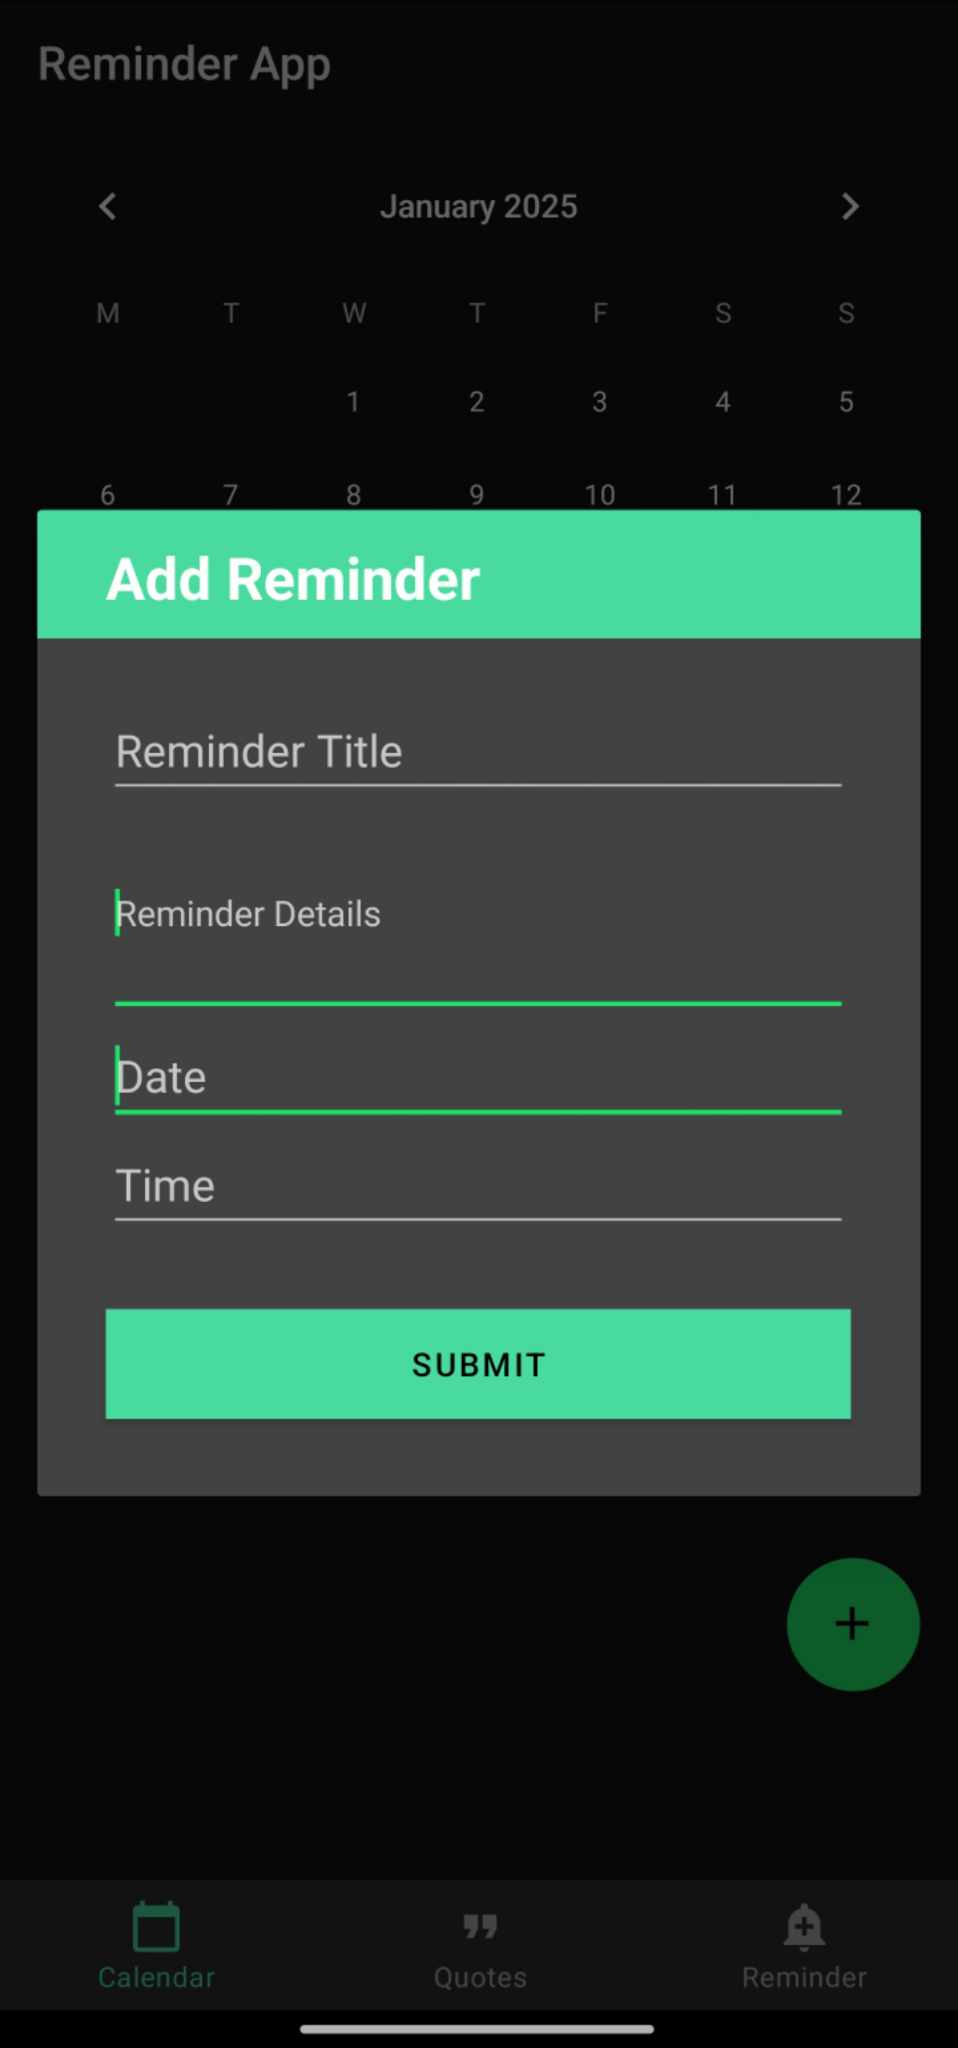 Reminder App
January 2025
M T W T F S S
1 2 3 4 5
6 7 8 9 10 11 12
Add Reminder
Reminder Title
Reminder Details
Date
Time
SUBMIT
Calendar Quotes Reminder